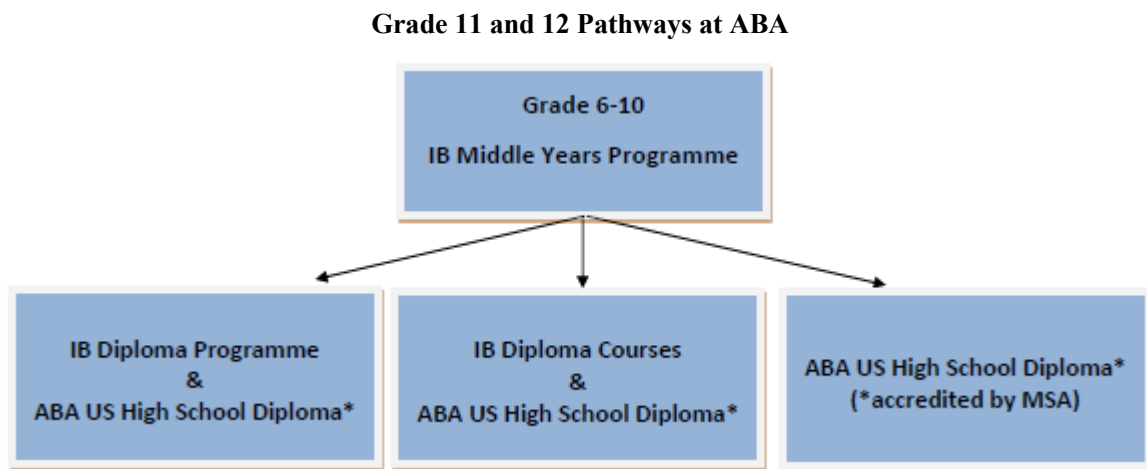 Grade 11 and 12 Pathways at ABA
Grade 6-10
IB Middle Years Programme
IB Diploma Programme
&
ABA US High School Diploma*
IB Diploma Courses
&
ABA US High School Diploma*
ABA US High School Diploma*
(*accredited by MSA)